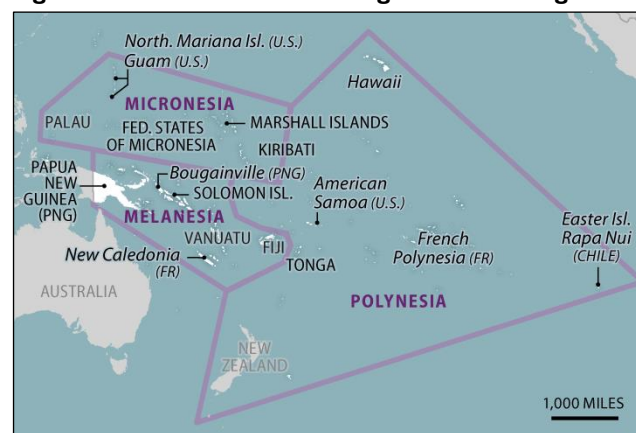 North. Mariana Isl. (U.S.)
Guam (U.S.)
Hawaii
MICRONESIA
PALAU
FED. STATES
OF MICRONESIA
MARSHALL ISLANDS
KIRIBATI
PAPUA
NEW
GUINEA
(PNG)
Bougainville (PNG)
SOLOMON ISL.
MELANESIA
American
Samoa (U.S.)
Easter Isl.
Rapa Nui
(CHILE)
VANUATU
FIJI
French
Polynesia (FR)
New Caledonia
(FR)
TONGA
AUSTRALIA
POLYNESIA
NEW
ZEALAND
1,000 MILES